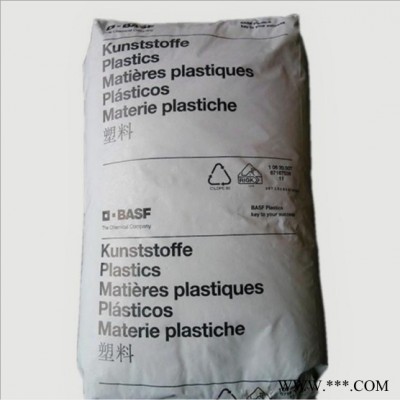 BASF
Kunststoffe
Plastics
Matières plastiques
Plásticos
Materie plastiche
塑料
BASF
The Chemical Company
BASF Plastics
key to your success
Kunststoffe
Plastics
Matières plastiques
Plásticos
Materie plastiche
塑料
WWW.***.COM